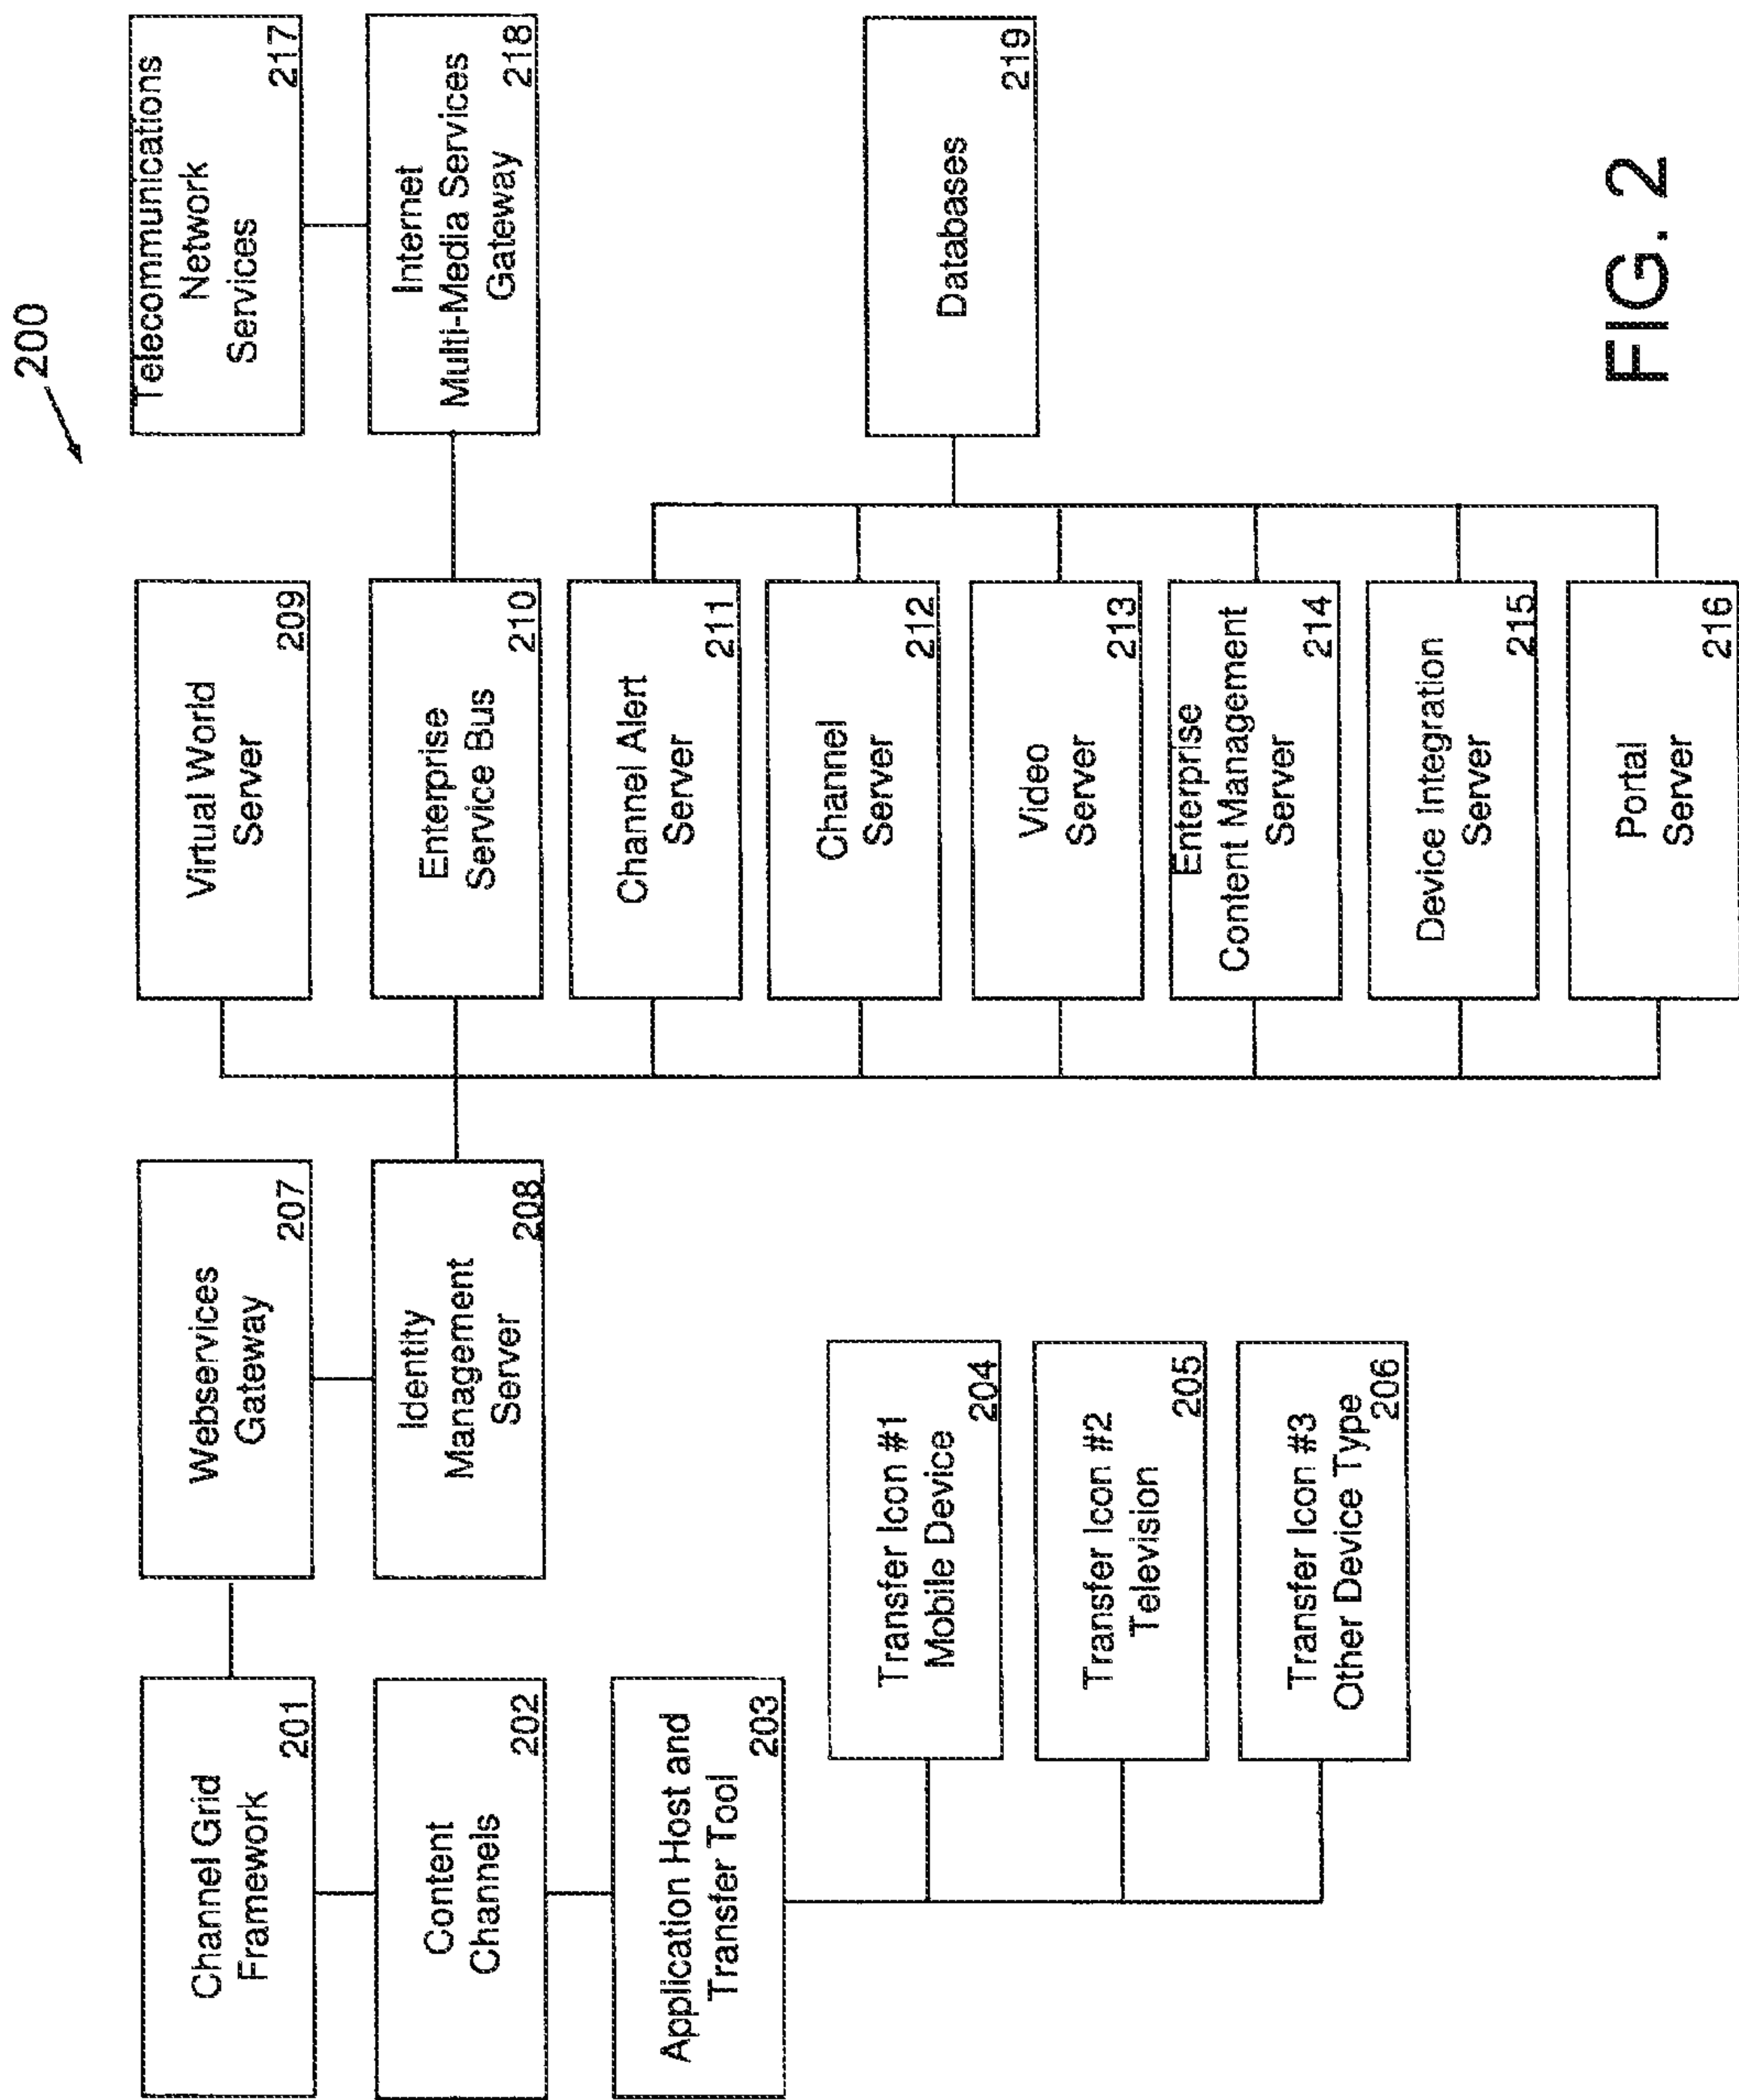 200
Channel Grid
Framework
201
Content
Channels
202
Application Host and
Transfer Tool
203
Transfer Icon #1
Mobile Device
204
Transfer Icon #2
Television
205
Transfer Icon #3
Other Device Type
206
Webservices
Gateway
207
Identity
Management
Server
208
Virtual World
Server
209
Enterprise
Service Bus
210
Channel Alert
Server
211
Channel
Server
212
Video
Server
213
Enterprise
Content Management
Server
214
Device Integration
Server
215
Portal
Server
216
Telecommunications
Network
Services
217
Internet
Multi-Media Services
Gateway
218
Databases
219
FIG. 2